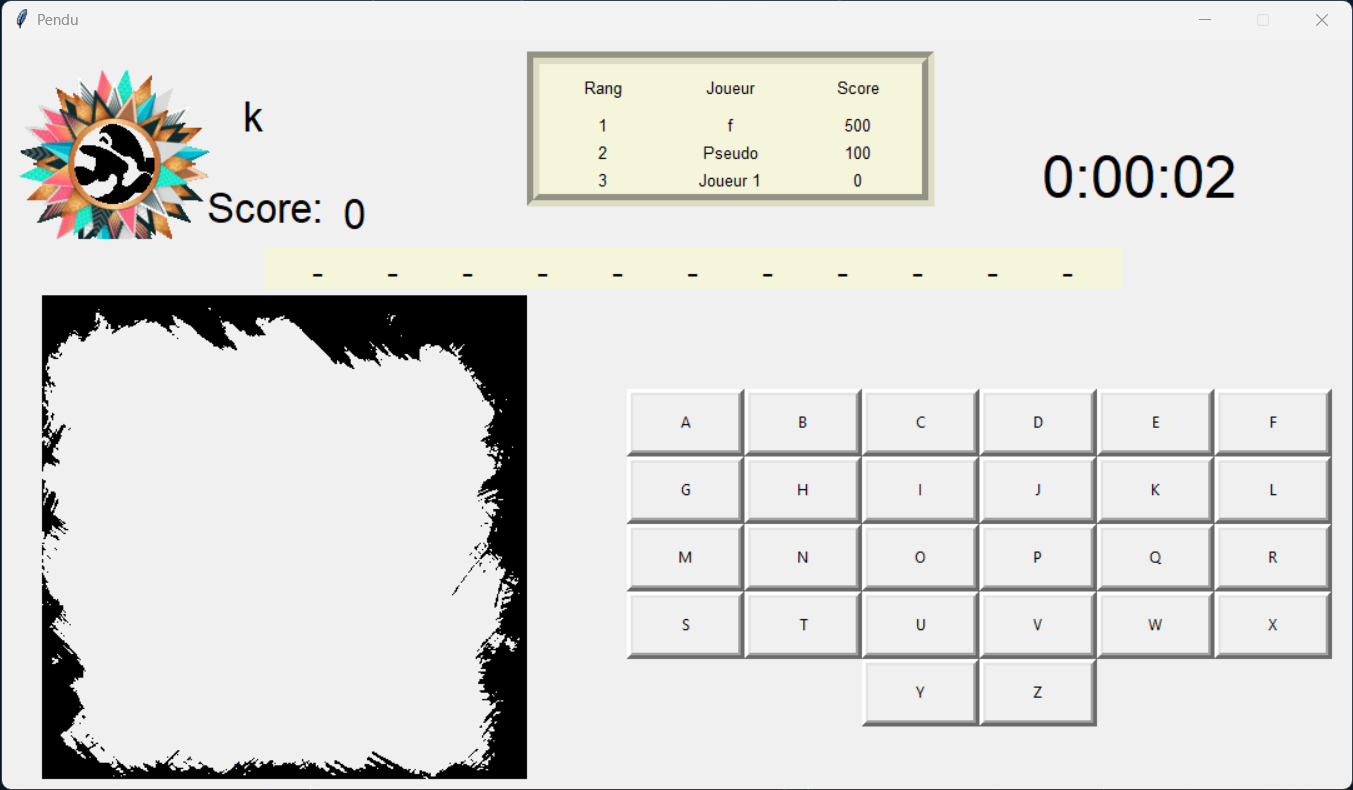 Pendu
k
Score: 0
Rang Joueur Score
1 f 500
2 Pseudo 100
3 Joueur 1 0
0:00:02
- - - - - - - - - - -
A B C D E F
G H I J K L
M N O P Q R
S T U V W X
Y Z